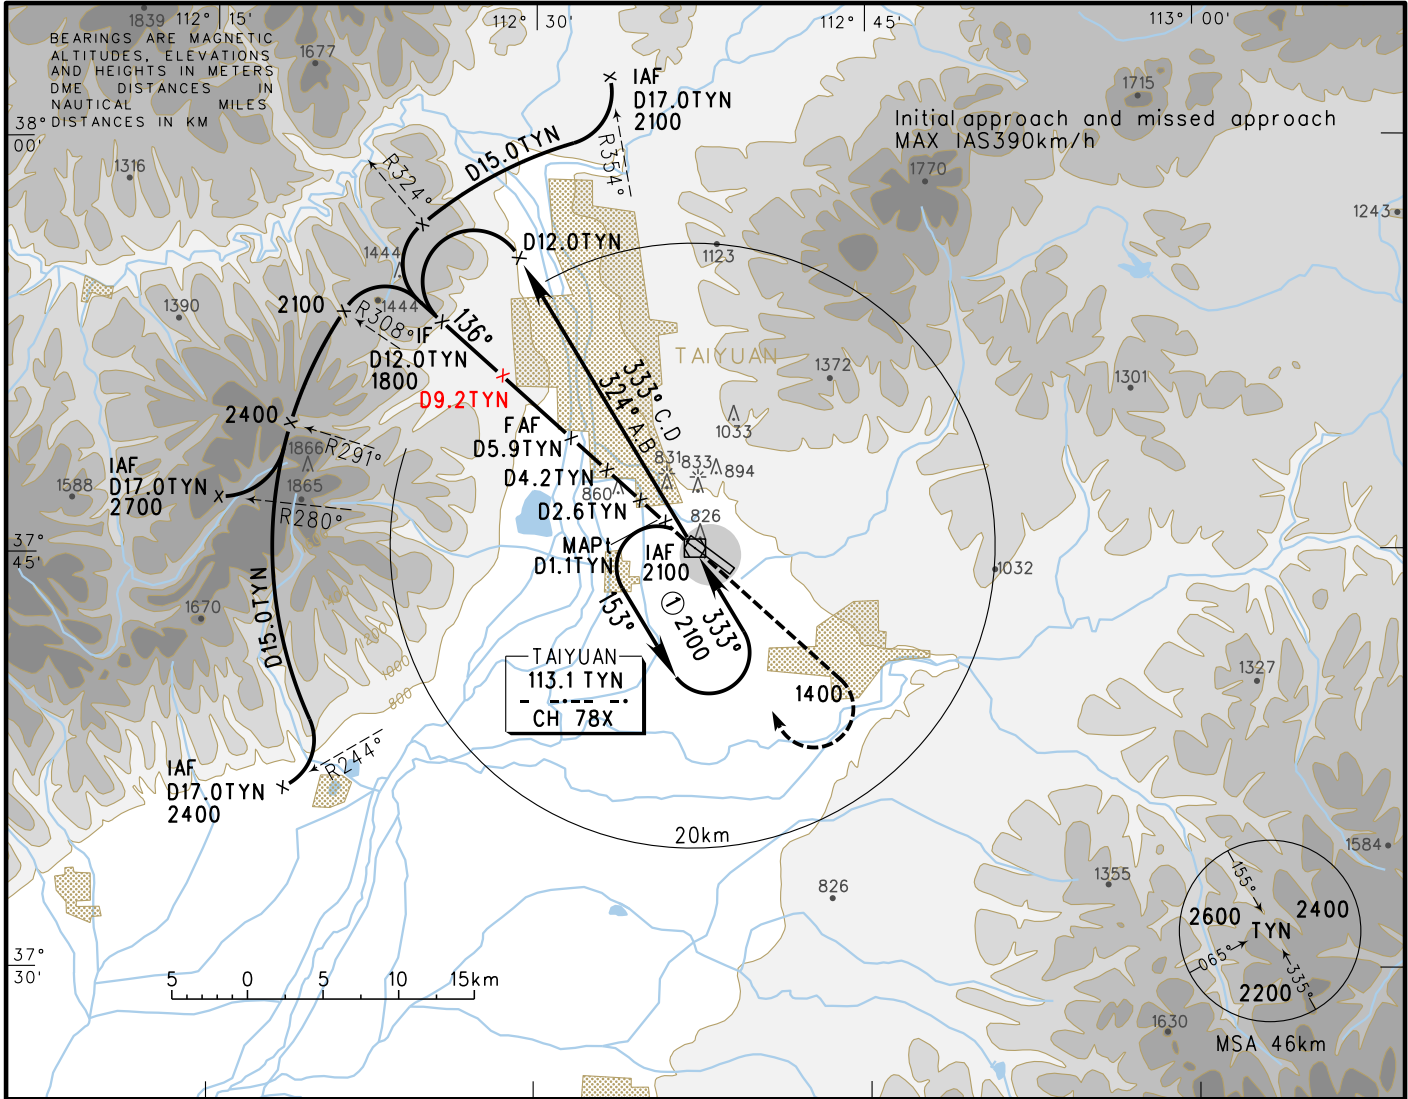 1839
112° 15'
112° 30'
112° 45'
113° 00'
BEARINGS ARE MAGNETIC
ALTITUDES, ELEVATIONS
AND HEIGHTS IN METERS
DME DISTANCES IN
NAUTICAL MILES
DISTANCES IN KM
38°
00'
1677
IAF
D17.0TYN
2100
1715
Initial approach and missed approach
MAX IAS390km/h
1316
D15.0TYN
R354°
R324°
1770
1243
D12.0TYN
1444
1123
1390
2100
1444
R308°
IF
D12.0TYN
1800
136°
D9.2TYN
TAIYUAN
333° C.D
324° A.B
1372
1301
2400
R291°
FAF
D5.9TYN
1033
1866
831
833
894
IAF
D17.0TYN
2700
1588
1865
D4.2TYN
860
R280°
D2.6TYN
826
37°
45'
MAPt
D1.1TYN
IAF
2100
1032
① 2100
153°
333°
1670
D15.0TYN
1400
1200
1000
800
TAIYUAN
113.1 TYN
CH 78X
1400
1327
R244°
IAF
D17.0TYN
2400
20km
1584
1355
826
155°
2600
2400
TYN
065°
335°
2200
37°
30'
5 0 5 10 15km
1630
MSA 46km